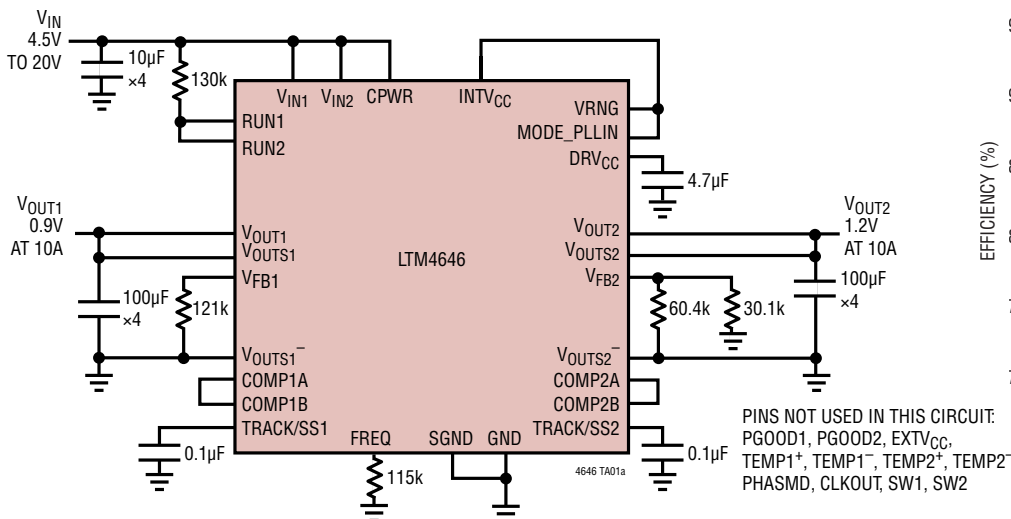 VIN
4.5V
TO 20V
10µF
×4
130k
VIN1 VIN2 CPWR INTVCC
RUN1
RUN2
VRNG
MODE_PLLIN
DRVCC
4.7µF
VOUT1
0.9V
AT 10A
VOUT1
VOUTS1
VFB1
LTM4646
VOUT2
VOUTS2
VFB2
VOUT2
1.2V
AT 10A
100µF
×4
121k
60.4k
30.1k
100µF
×4
VOUTS1–
COMP1A
COMP1B
TRACK/SS1
VOUTS2–
COMP2A
COMP2B
TRACK/SS2
0.1µF
FREQ SGND GND
115k
0.1µF
4646 TA01a
PINS NOT USED IN THIS CIRCUIT:
PGOOD1, PGOOD2, EXTVCC,
TEMP1+, TEMP1–, TEMP2+, TEMP2–
PHASMD, CLKOUT, SW1, SW2
EFFICIENCY (%)